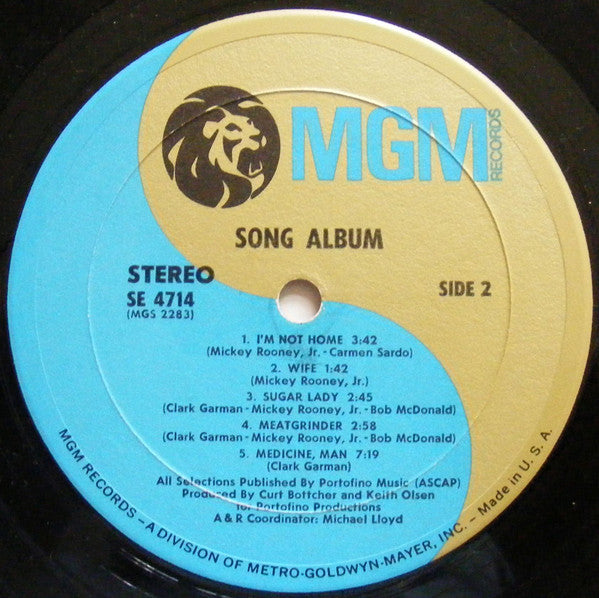 MGM
RECORDS
SONG ALBUM
STEREO
SE 4714
(MGS 2283)
SIDE 2
1. I'M NOT HOME 3:42
(Mickey Rooney, Jr. - Carmen Sardo)
2. WIFE 1:42
(Mickey Rooney, Jr.)
3. SUGAR LADY 2:45
(Clark Garman - Mickey Rooney, Jr. - Bob McDonald)
4. MEATGRINDER 2:58
(Clark Garman - Mickey Rooney, Jr. - Bob McDonald)
5. MEDICINE, MAN 7:19
(Clark Garman)
All Selections Published By Portofino Music (ASCAP)
Produced By Curt Bottcher and Keith Olsen
for Portofino Productions
A & R Coordinator: Michael Lloyd
MGM RECORDS – A DIVISION OF METRO-GOLDWYN-MAYER, INC. – Made in U. S. A.